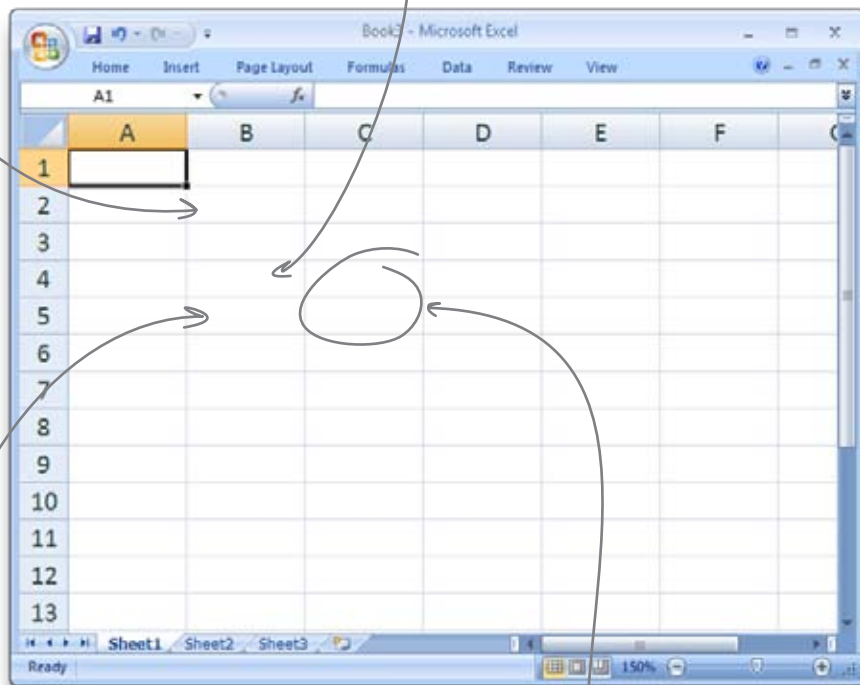 Book3 - Microsoft Excel
Home Insert Page Layout Formulas Data Review View
A1 fx
A B C D E F
1
2
3
4
5
6
7
8
9
10
11
12
13
Sheet1 Sheet2 Sheet3
Ready 150%